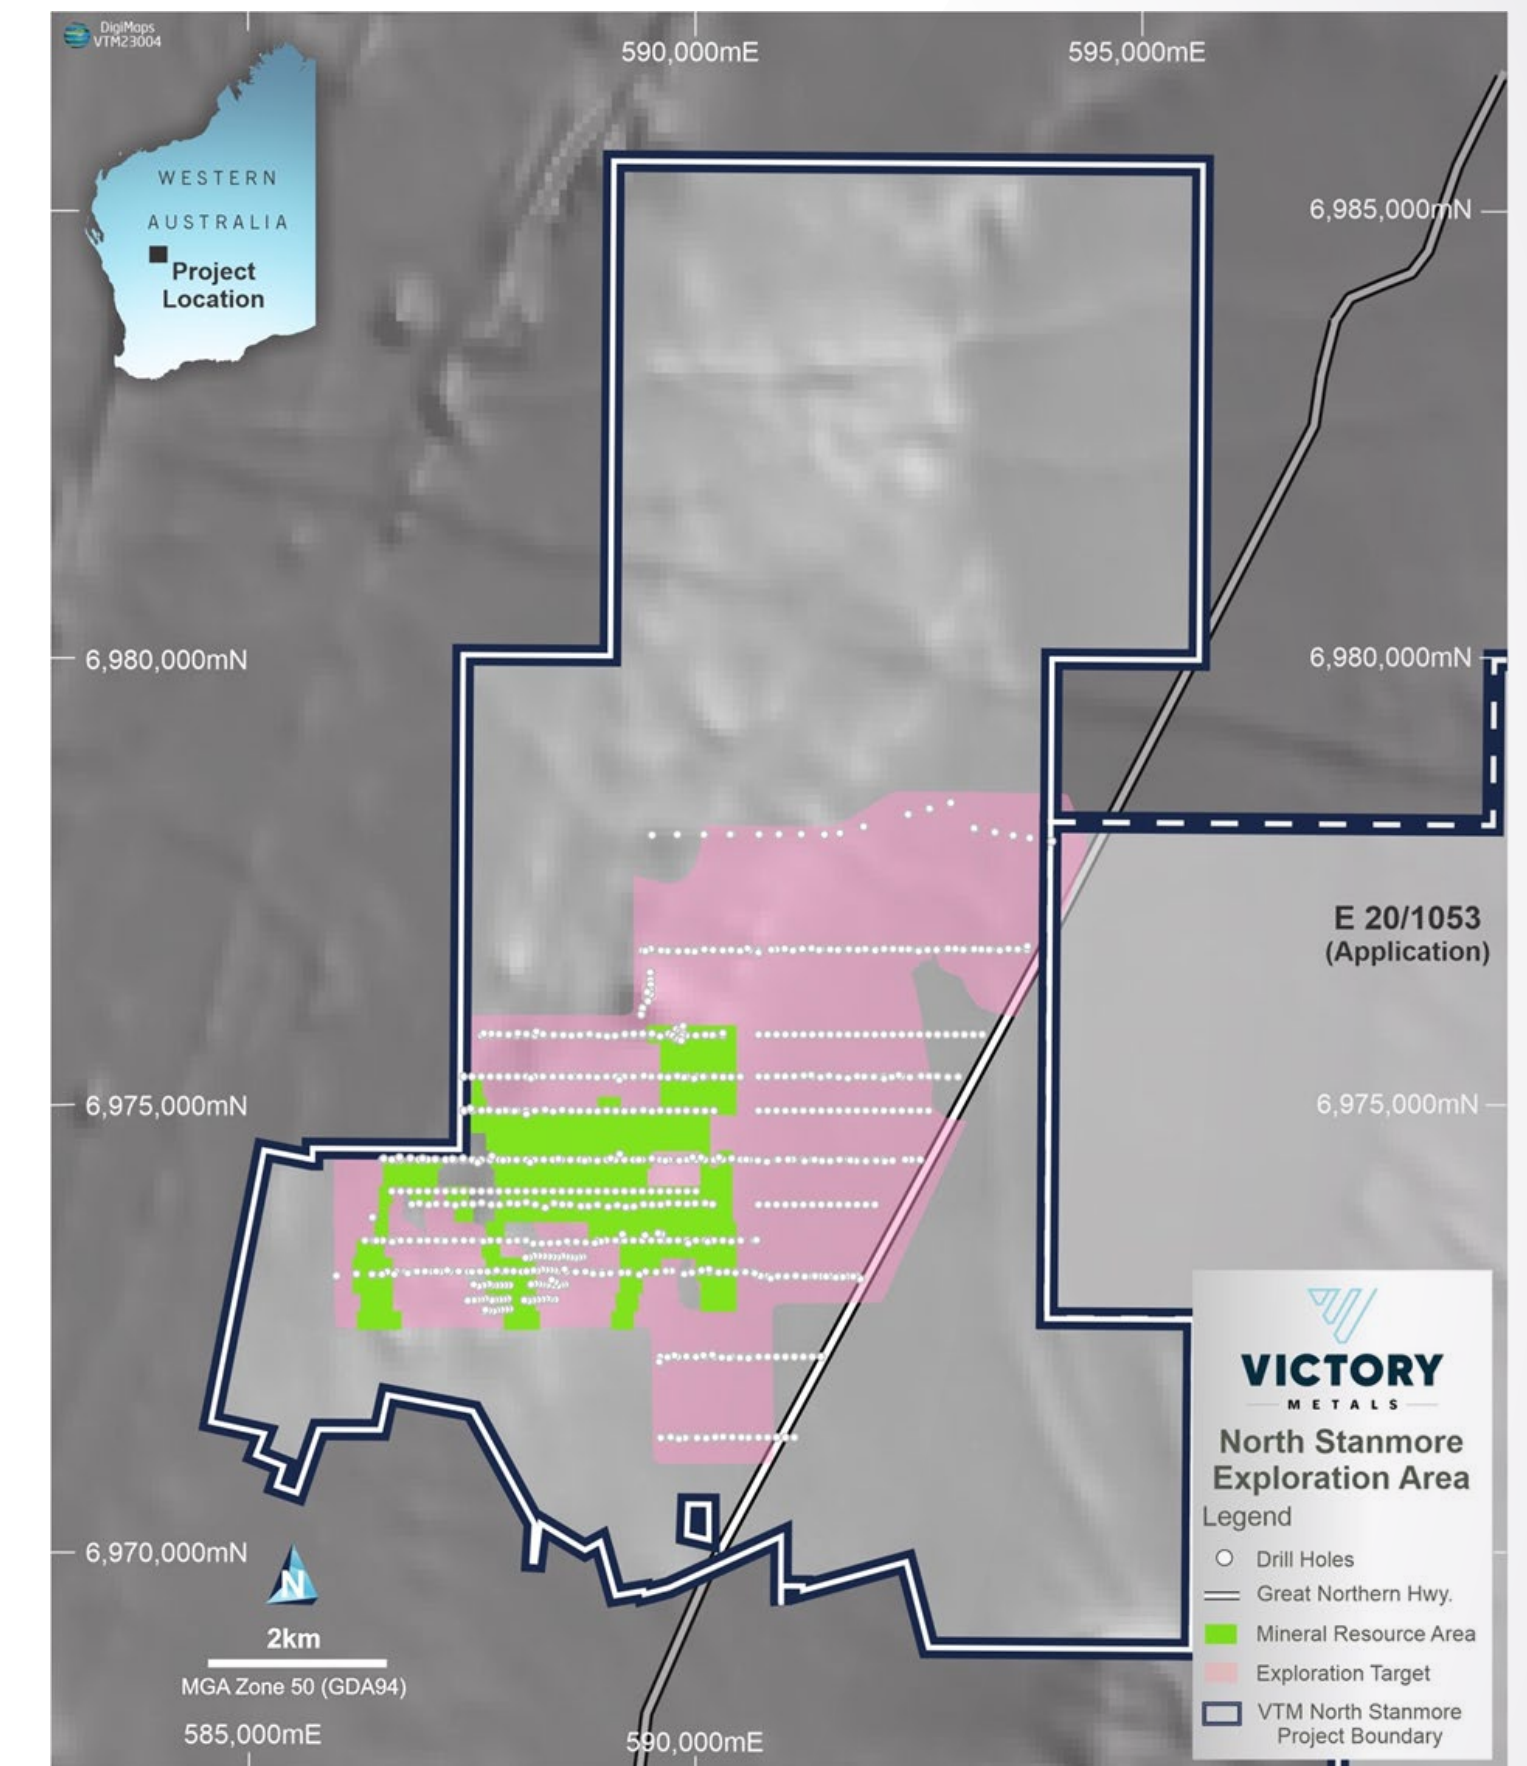 DigiMaps
VTM23004
590,000mE
595,000mE
WESTERN
AUSTRALIA
Project
Location
6,985,000mN
6,980,000mN
6,980,000mN
E 20/1053
(Application)
6,975,000mN
6,975,000mN
VICTORY
METALS
North Stanmore
Exploration Area
Legend
Drill Holes
Great Northern Hwy.
Mineral Resource Area
Exploration Target
VTM North Stanmore
Project Boundary
6,970,000mN
N
2km
MGA Zone 50 (GDA94)
585,000mE
590,000mE